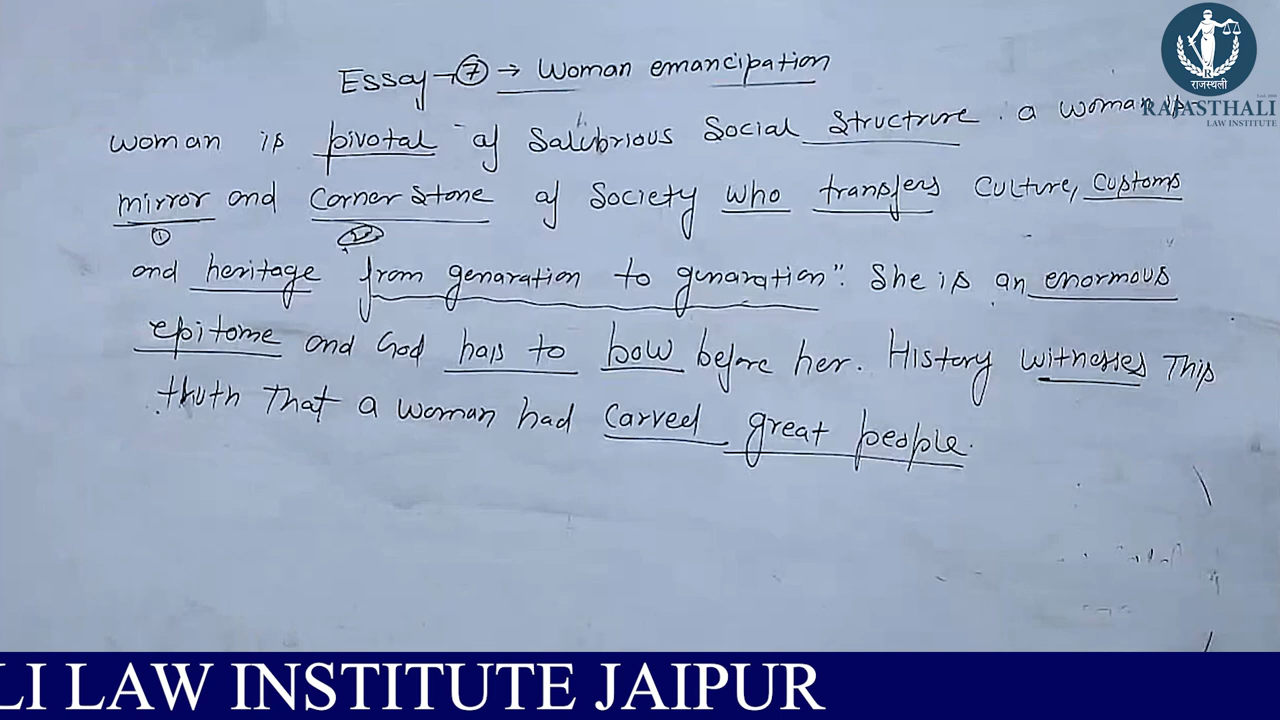 Essay → 7 → Woman emancipation
woman is pivotal of Salubrious Social Structrure. a woman is
mirror and Corner Stone of Society who transfers Culture, Customs
and heritage from genaration to genaration". She is an enormous
epitome and God has to bow before her. History witnesses This
truth That a woman had Carved great people.
1
2
राजस्थली
RAJASTHALI
LAW INSTITUTE
LI LAW INSTITUTE JAIPUR